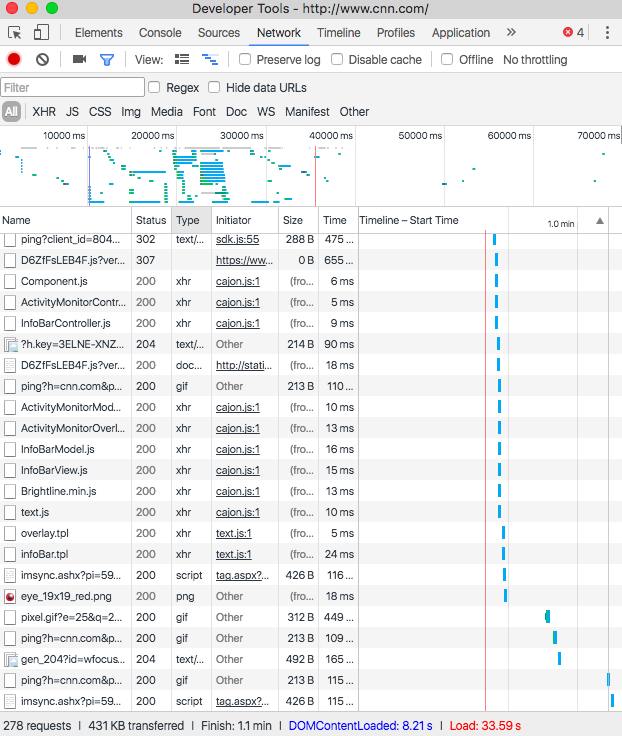 Developer Tools - http://www.cnn.com/
Elements Console Sources Network Timeline Profiles Application » 4
View: Preserve log Disable cache Offline No throttling
Filter Regex Hide data URLs
All XHR JS CSS Img Media Font Doc WS Manifest Other
10000 ms 20000 ms 30000 ms 40000 ms 50000 ms 60000 ms 70000 ms
Name Status Type Initiator Size Time Timeline – Start Time 1.0 min
ping?client_id=804... 302 text/... sdk.js:55 288 B 475 ...
D6ZfFsLEB4F.js?ver... 307 https://ww... 0 B 655 ...
Component.js 200 xhr cajon.js:1 (fro... 6 ms
ActivityMonitorContr... 200 xhr cajon.js:1 (fro... 5 ms
InfoBarController.js 200 xhr cajon.js:1 (fro... 9 ms
?h.key=3ELNE-XNZ... 204 text/... Other 214 B 90 ms
D6ZfFsLEB4F.js?ver... 200 doc... http://stati... (fro... 18 ms
ping?h=cnn.com&p... 200 gif Other 213 B 110 ...
ActivityMonitorMod... 200 xhr cajon.js:1 (fro... 10 ms
ActivityMonitorOverl... 200 xhr cajon.js:1 (fro... 13 ms
InfoBarModel.js 200 xhr cajon.js:1 (fro... 16 ms
InfoBarView.js 200 xhr cajon.js:1 (fro... 15 ms
Brightline.min.js 200 xhr cajon.js:1 (fro... 13 ms
text.js 200 xhr cajon.js:1 (fro... 10 ms
overlay.tpl 200 xhr text.js:1 (fro... 5 ms
infoBar.tpl 200 xhr text.js:1 (fro... 24 ms
imsync.ashx?pi=59... 200 script tag.aspx?... 426 B 116 ...
eye_19x19_red.png 200 png Other (fro... 18 ms
pixel.gif?e=25&q=2... 200 gif Other 312 B 449 ...
ping?h=cnn.com&p... 200 gif Other 213 B 109 ...
gen_204?id=wfocus... 204 text/... Other 492 B 165 ...
ping?h=cnn.com&p... 200 gif Other 213 B 115 ...
imsync.ashx?pi=59... 200 script tag.aspx?... 426 B 115 ...
278 requests | 431 KB transferred | Finish: 1.1 min | DOMContentLoaded: 8.21 s | Load: 33.59 s